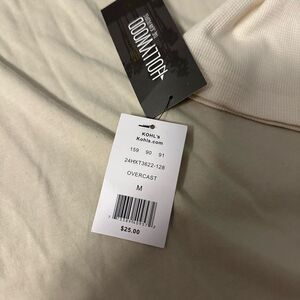 HOLLYWOOD
KOHL's
Kohls.com
159 90 91
24HXT3622-128
OVERCAST
M
$25.00